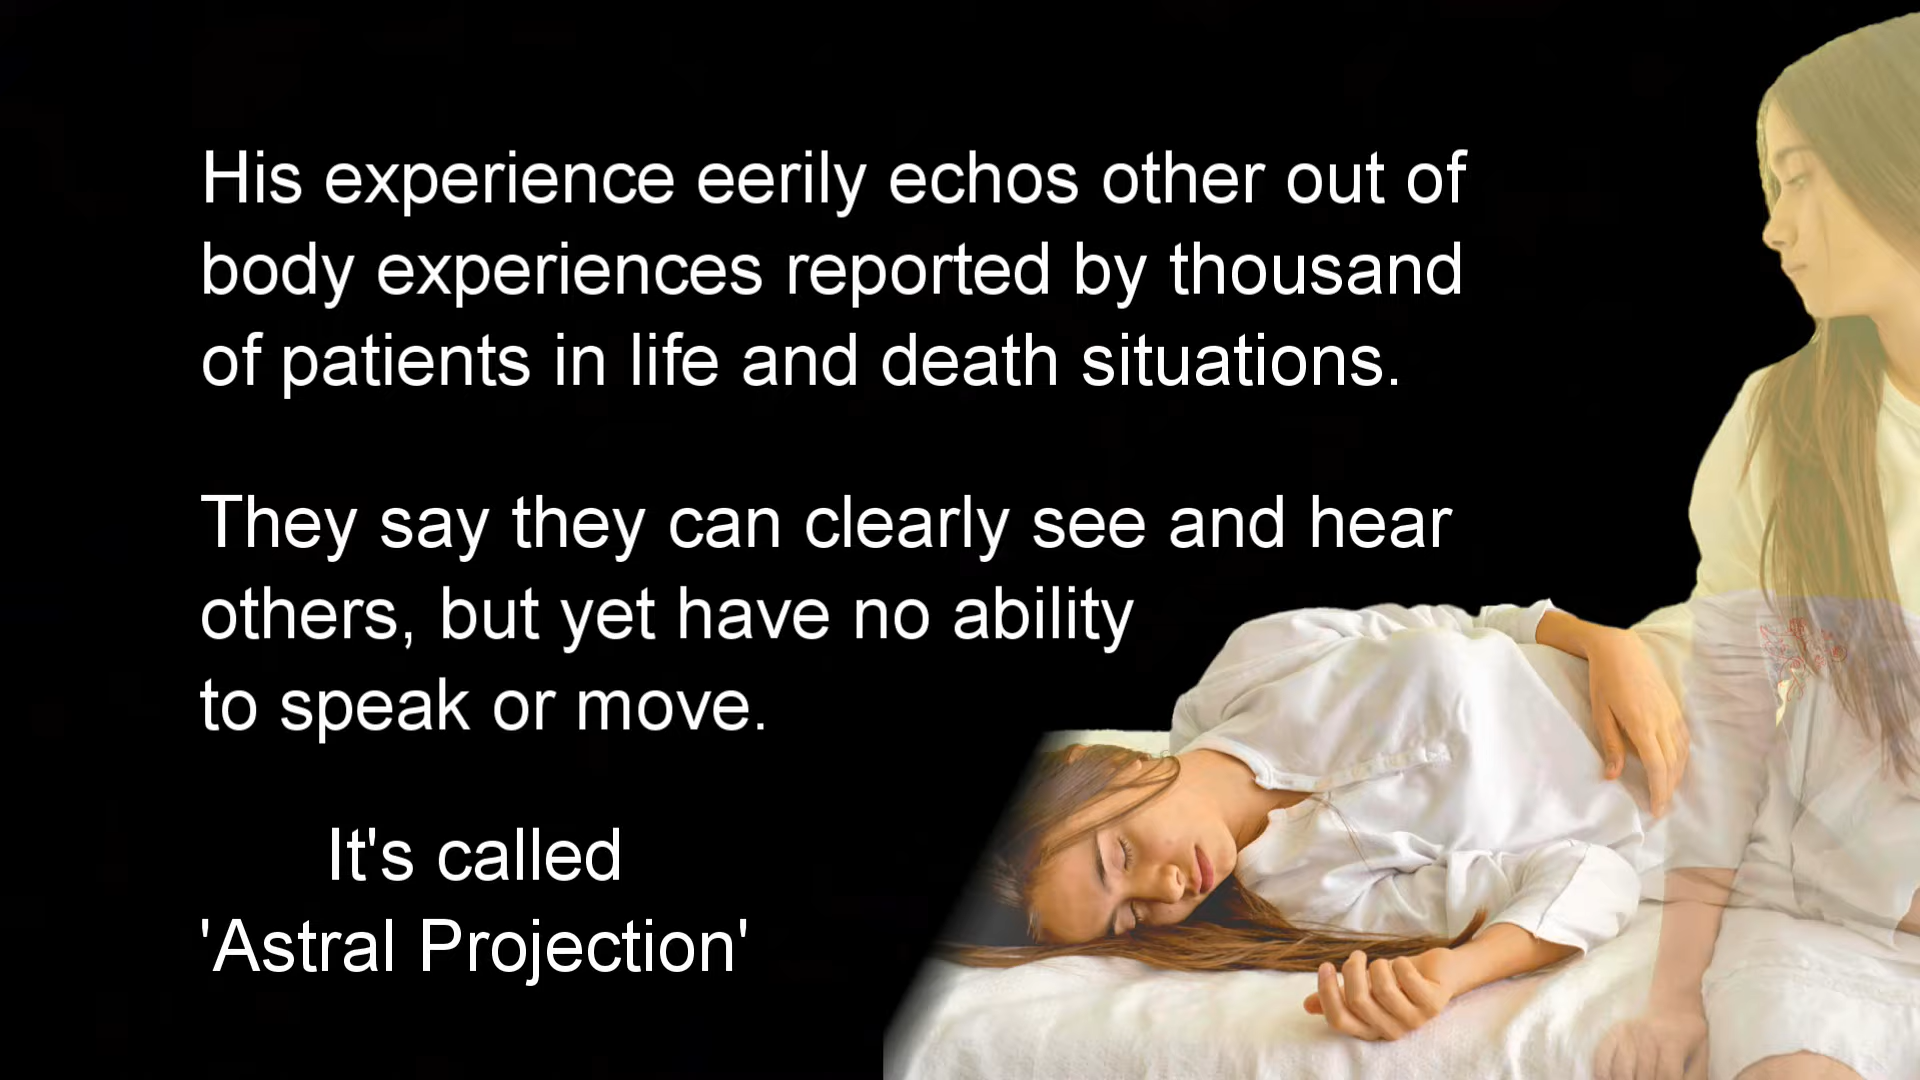 His experience eerily echos other out of
body experiences reported by thousand
of patients in life and death situations.
They say they can clearly see and hear
others, but yet have no ability
to speak or move.
It's called
'Astral Projection'